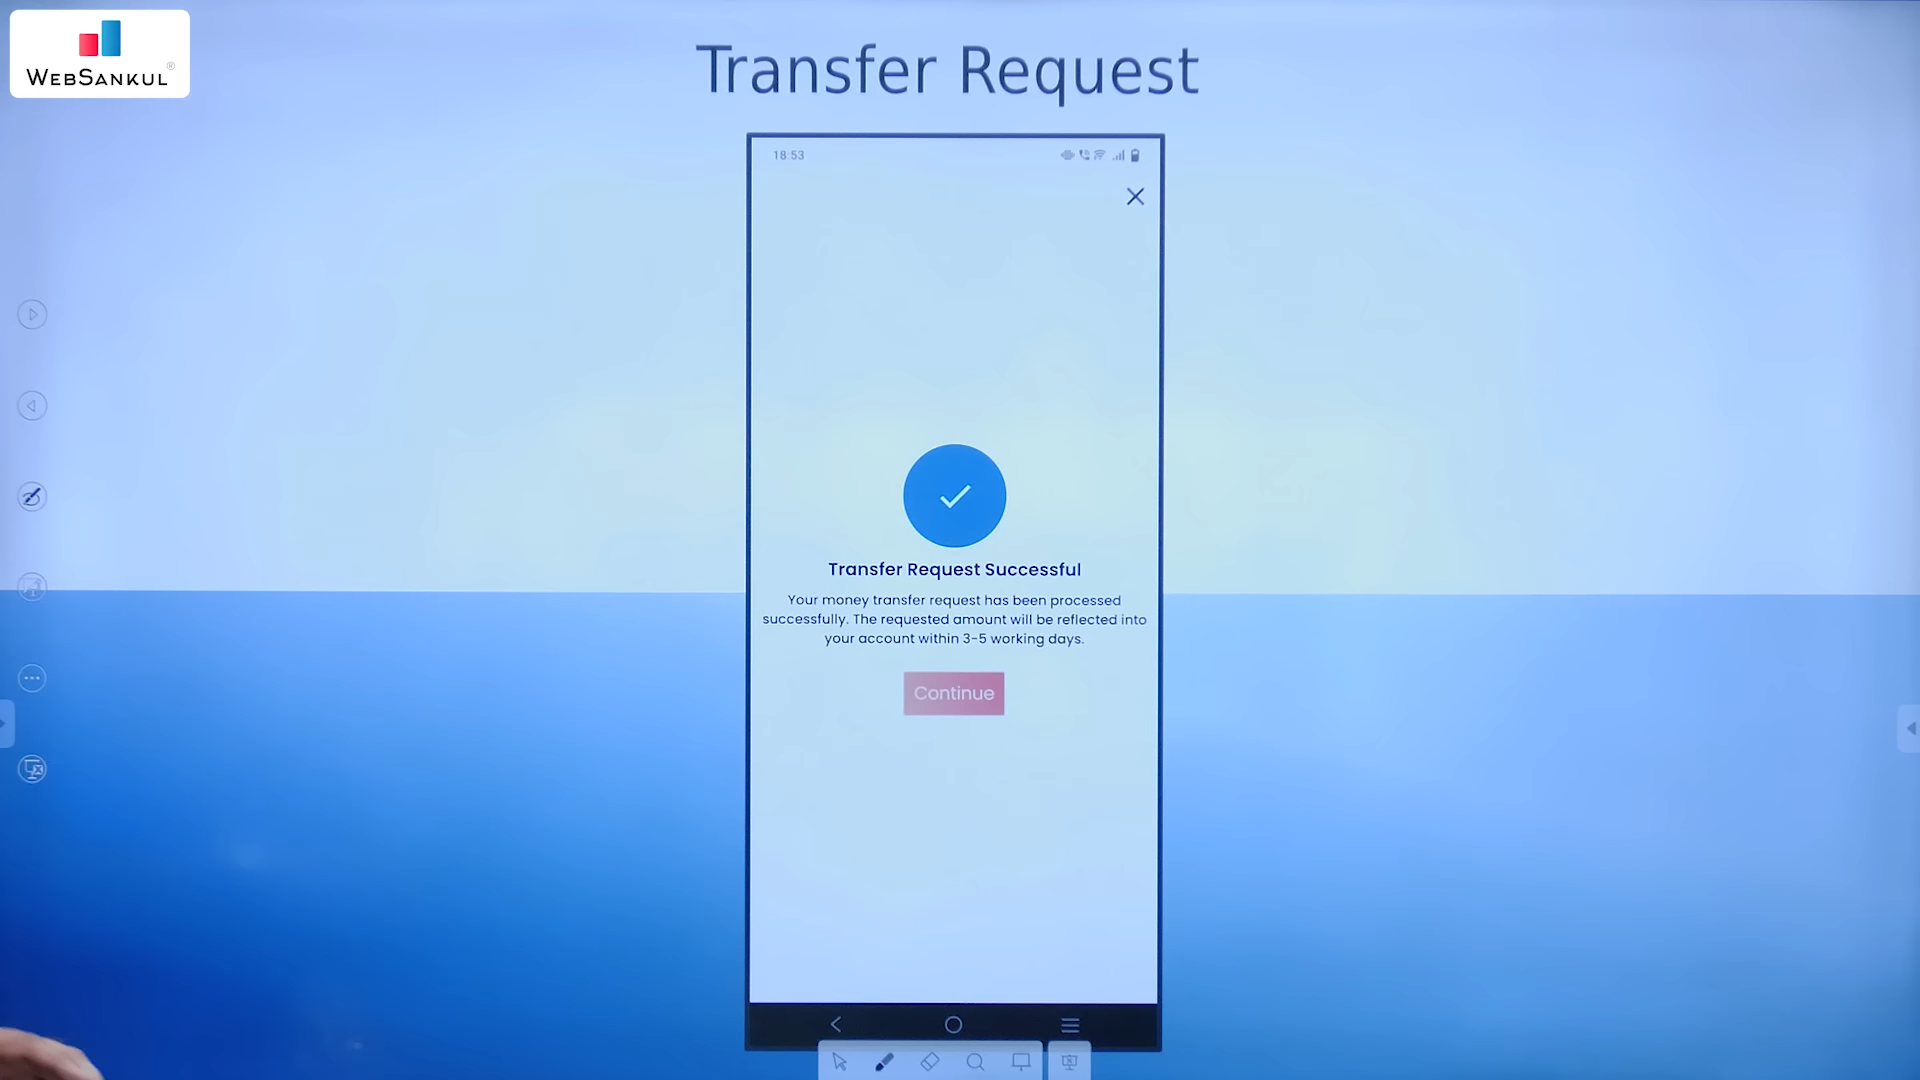 WEBSANKUL®
Transfer Request
18:53
Transfer Request Successful
Your money transfer request has been processed
successfully. The requested amount will be reflected into
your account within 3-5 working days.
Continue